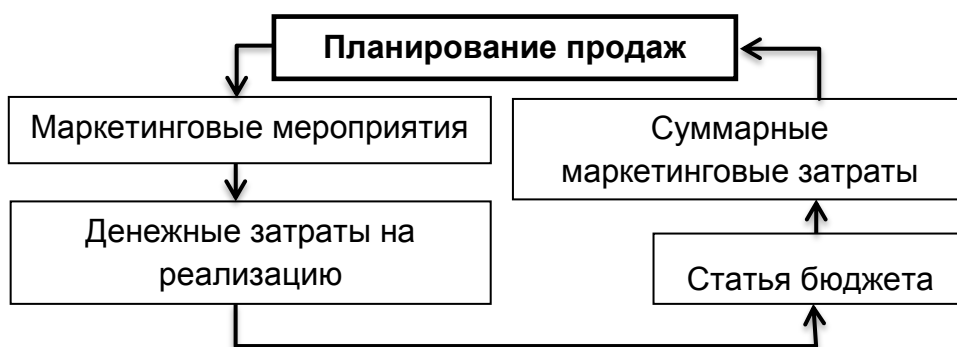 Планирование продаж
Маркетинговые мероприятия
Денежные затраты на
реализацию
Суммарные
маркетинговые затраты
Статья бюджета